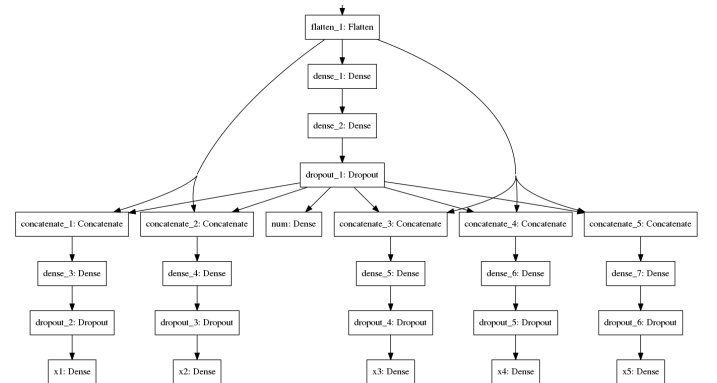 flatten_1: Flatten
dense_1: Dense
dense_2: Dense
dropout_1: Dropout
concatenate_1: Concatenate
concatenate_2: Concatenate
num: Dense
concatenate_3: Concatenate
concatenate_4: Concatenate
concatenate_5: Concatenate
dense_3: Dense
dense_4: Dense
dense_5: Dense
dense_6: Dense
dense_7: Dense
dropout_2: Dropout
dropout_3: Dropout
dropout_4: Dropout
dropout_5: Dropout
dropout_6: Dropout
x1: Dense
x2: Dense
x3: Dense
x4: Dense
x5: Dense